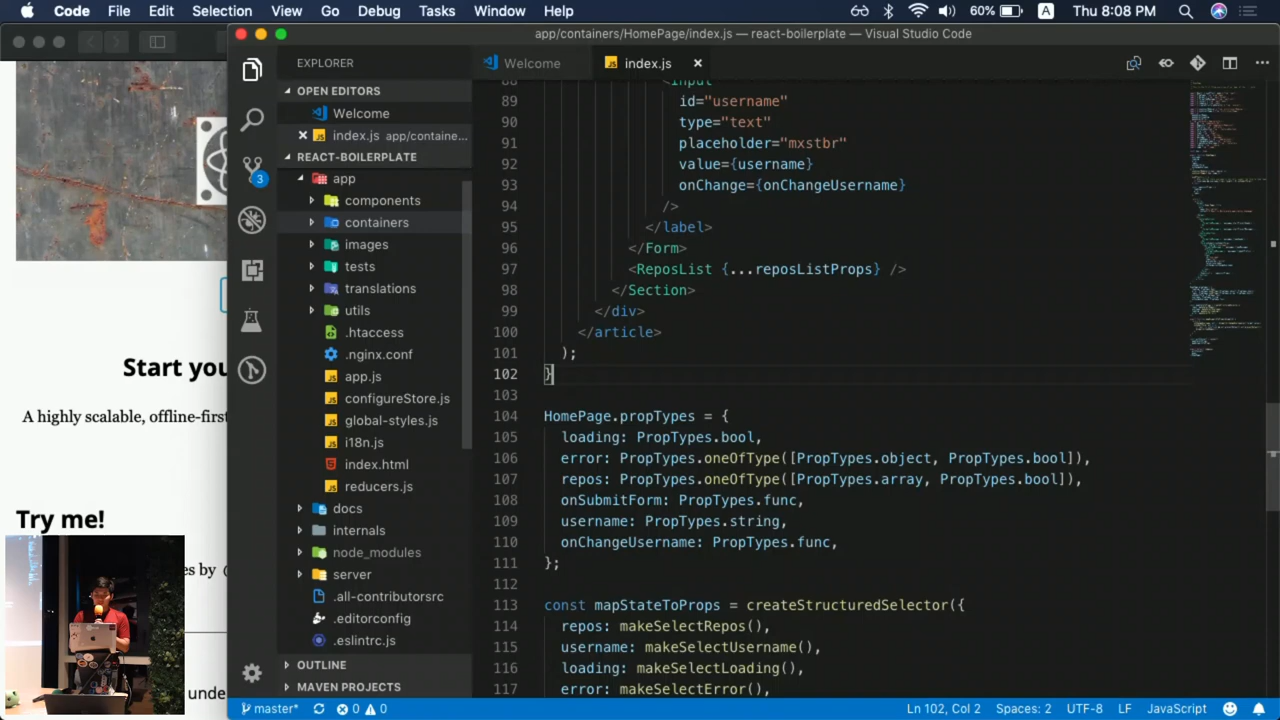 Code File Edit Selection View Go Debug Tasks Window Help 60% A Thu 8:08 PM
app/containers/HomePage/index.js — react-boilerplate — Visual Studio Code
EXPLORER
OPEN EDITORS
Welcome
index.js app/containe...
REACT-BOILERPLATE
app
components
containers
images
tests
translations
utils
.htaccess
.nginx.conf
app.js
configureStore.js
global-styles.js
i18n.js
index.html
reducers.js
docs
internals
node_modules
server
.all-contributorsrc
.editorconfig
.eslintrc.js
OUTLINE
MAVEN PROJECTS
3
Welcome index.js
88 <Input
89 id="username"
90 type="text"
91 placeholder="mxstbr"
92 value={username}
93 onChange={onChangeUsername}
94 />
95 </label>
96 </Form>
97 <ReposList {...reposListProps} />
98 </Section>
99 </div>
100 </article>
101 );
102 }
103
104 HomePage.propTypes = {
105 loading: PropTypes.bool,
106 error: PropTypes.oneOfType([PropTypes.object, PropTypes.bool]),
107 repos: PropTypes.oneOfType([PropTypes.array, PropTypes.bool]),
108 onSubmitForm: PropTypes.func,
109 username: PropTypes.string,
110 onChangeUsername: PropTypes.func,
111 };
112
113 const mapStateToProps = createStructuredSelector({
114 repos: makeSelectRepos(),
115 username: makeSelectUsername(),
116 loading: makeSelectLoading(),
117 error: makeSelectError(),
Start you
A highly scalable, offline-first
Try me!
es by @
unde
master* 0 0 Ln 102, Col 2 Spaces: 2 UTF-8 LF JavaScript